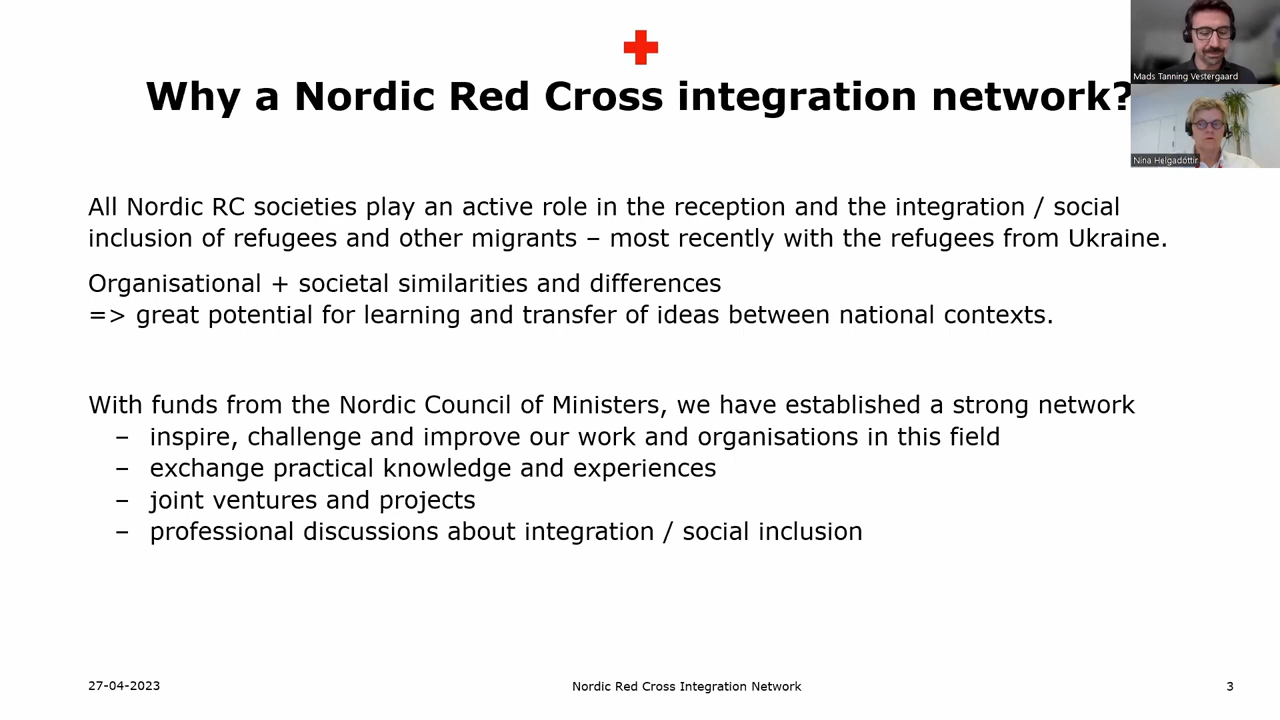 Why a Nordic Red Cross integration network?
Mads Tanning Vestergaard
Nina Helgadóttir
All Nordic RC societies play an active role in the reception and the integration / social
inclusion of refugees and other migrants – most recently with the refugees from Ukraine.
Organisational + societal similarities and differences
=> great potential for learning and transfer of ideas between national contexts.
With funds from the Nordic Council of Ministers, we have established a strong network
– inspire, challenge and improve our work and organisations in this field
– exchange practical knowledge and experiences
– joint ventures and projects
– professional discussions about integration / social inclusion
27-04-2023
Nordic Red Cross Integration Network
3